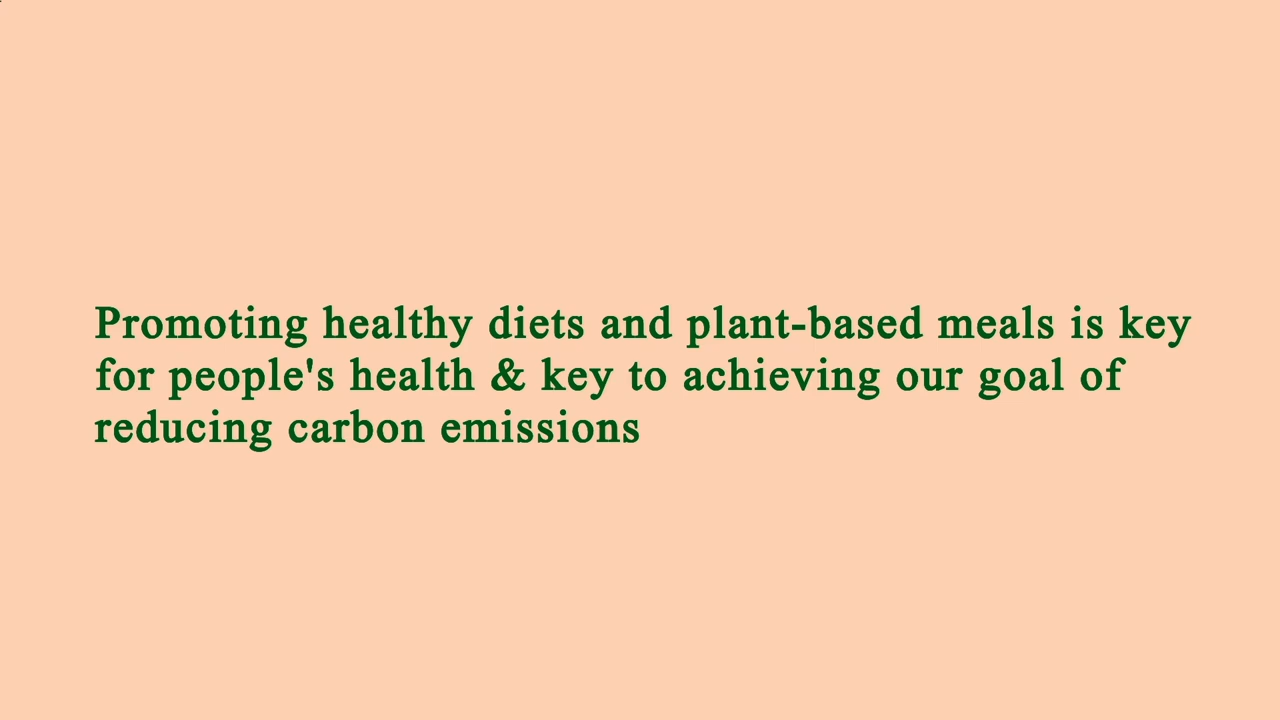 Promoting healthy diets and plant-based meals is key
for people's health & key to achieving our goal of
reducing carbon emissions